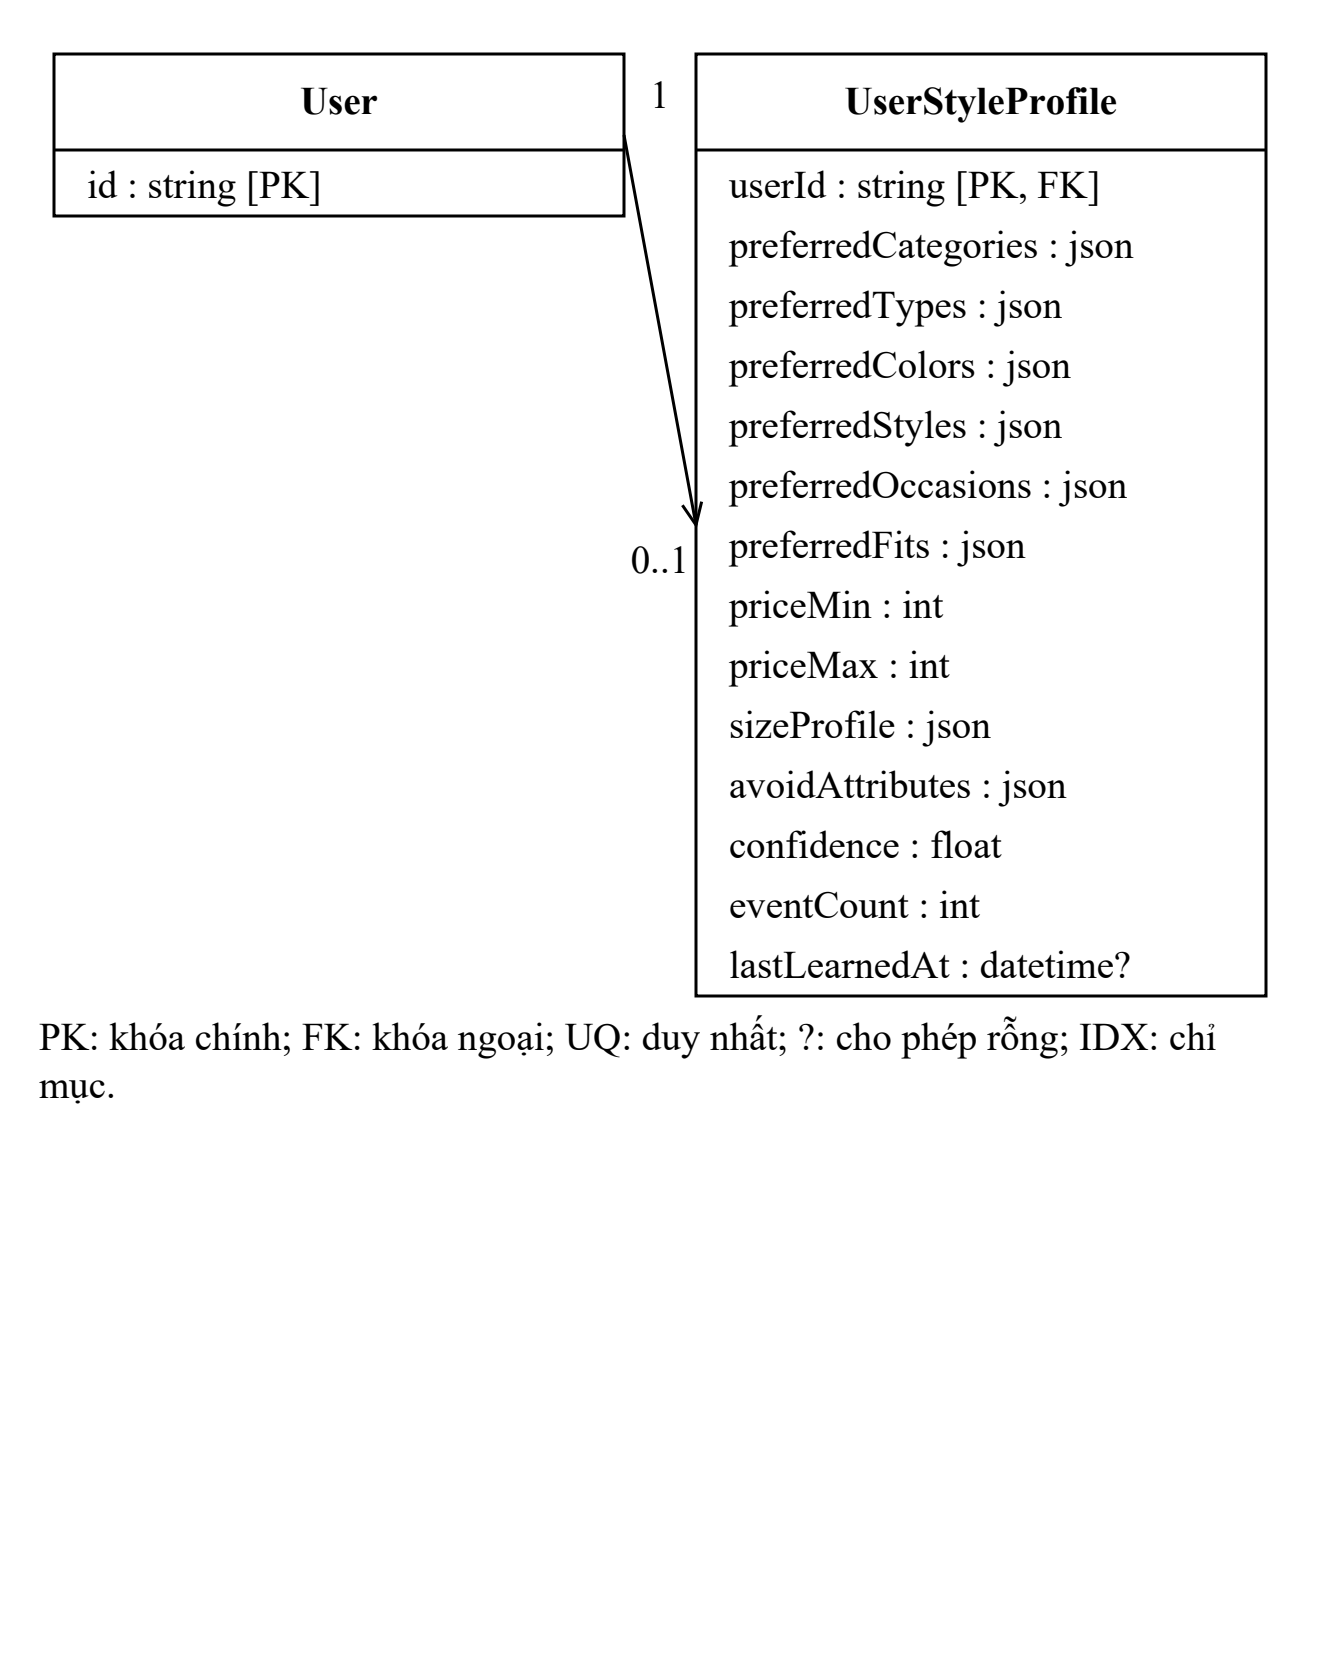 User
id : string [PK]
1
0..1
UserStyleProfile
userId : string [PK, FK]
preferredCategories : json
preferredTypes : json
preferredColors : json
preferredStyles : json
preferredOccasions : json
preferredFits : json
priceMin : int
priceMax : int
sizeProfile : json
avoidAttributes : json
confidence : float
eventCount : int
lastLearnedAt : datetime?
PK: khóa chính; FK: khóa ngoại; UQ: duy nhất; ?: cho phép rỗng; IDX: chỉ
mục.